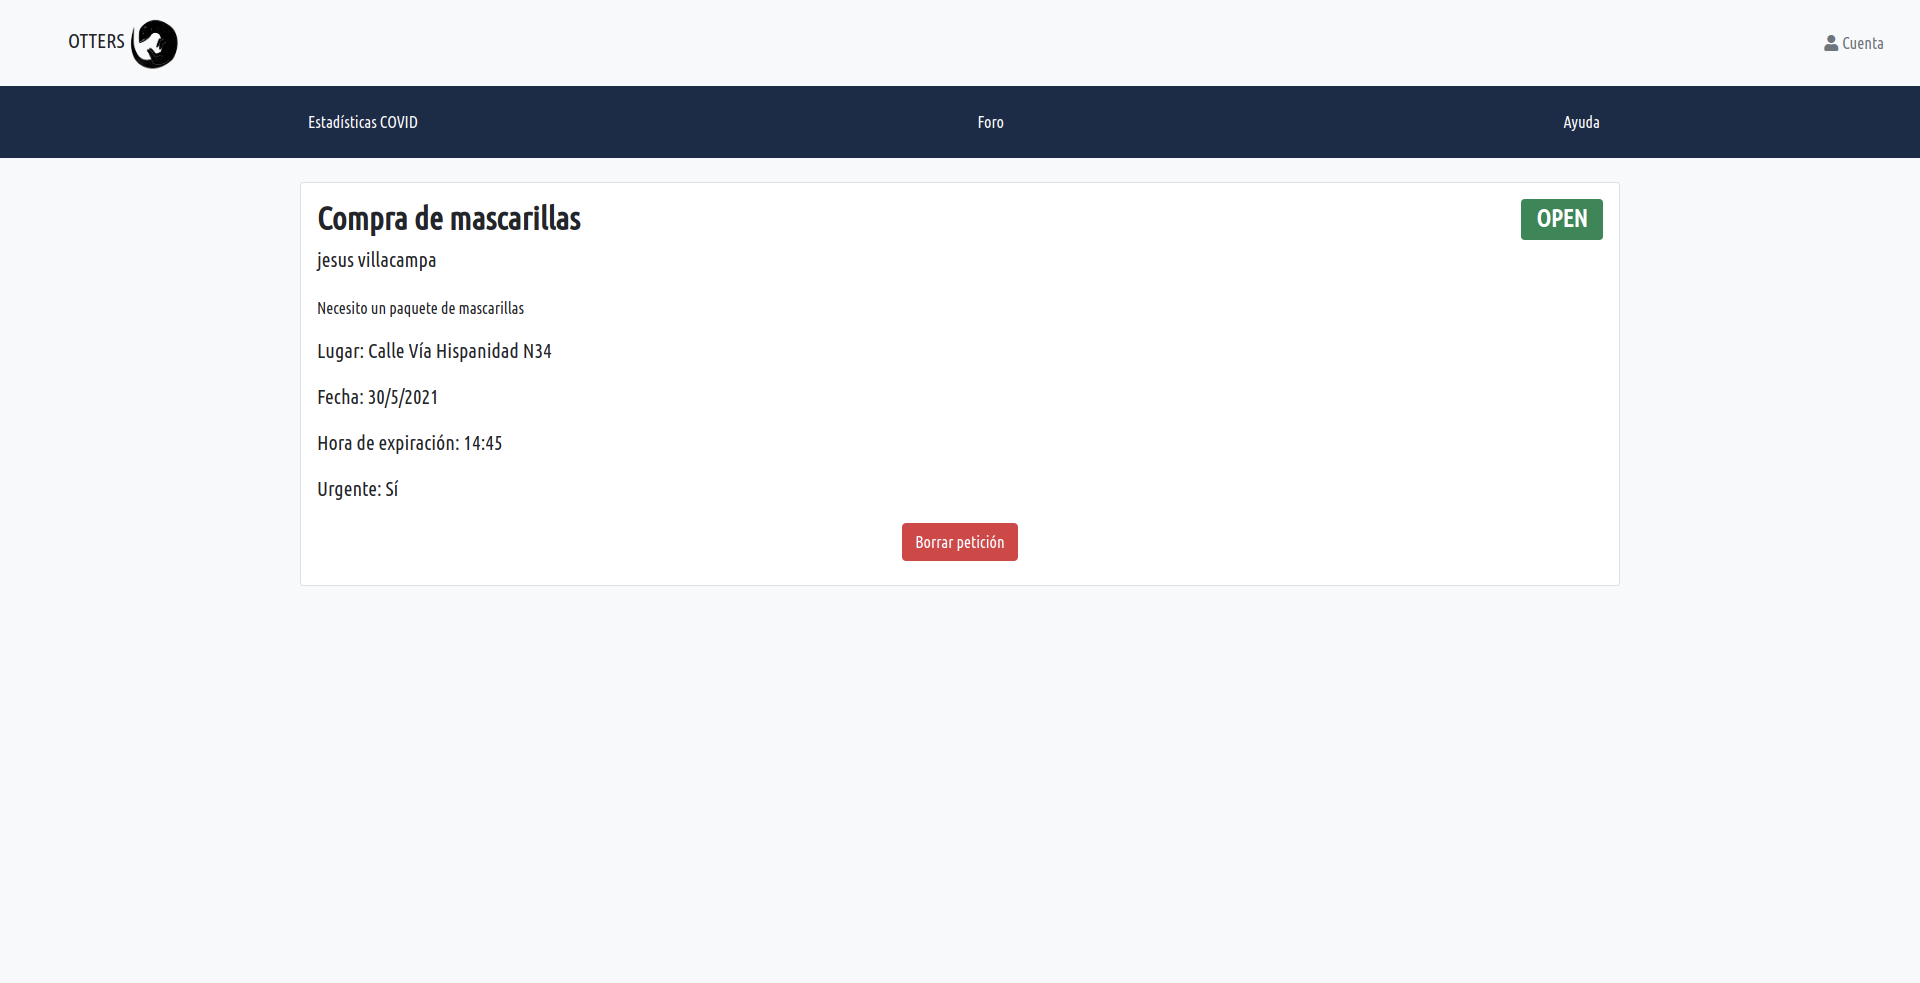 OTTERS
Cuenta
Estadísticas COVID
Foro
Ayuda
Compra de mascarillas
OPEN
jesus villacampa
Necesito un paquete de mascarillas
Lugar: Calle Vía Hispanidad N34
Fecha: 30/5/2021
Hora de expiración: 14:45
Urgente: Sí
Borrar petición